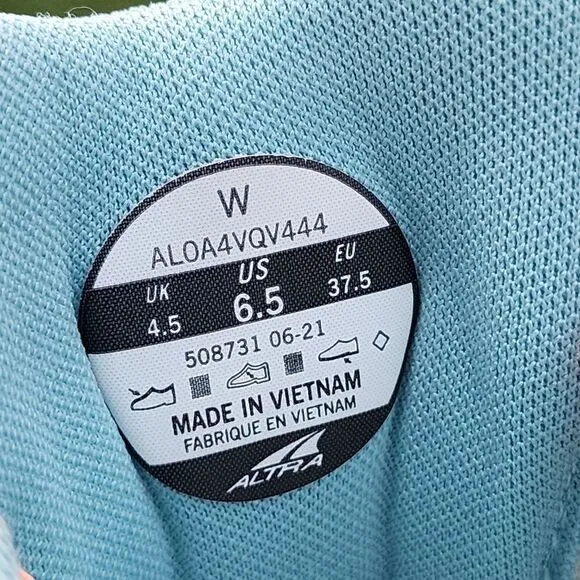 W
AL0A4VQV444
UK US EU
4.5 6.5 37.5
508731 06-21
MADE IN VIETNAM
FABRIQUE EN VIETNAM
ALTRA